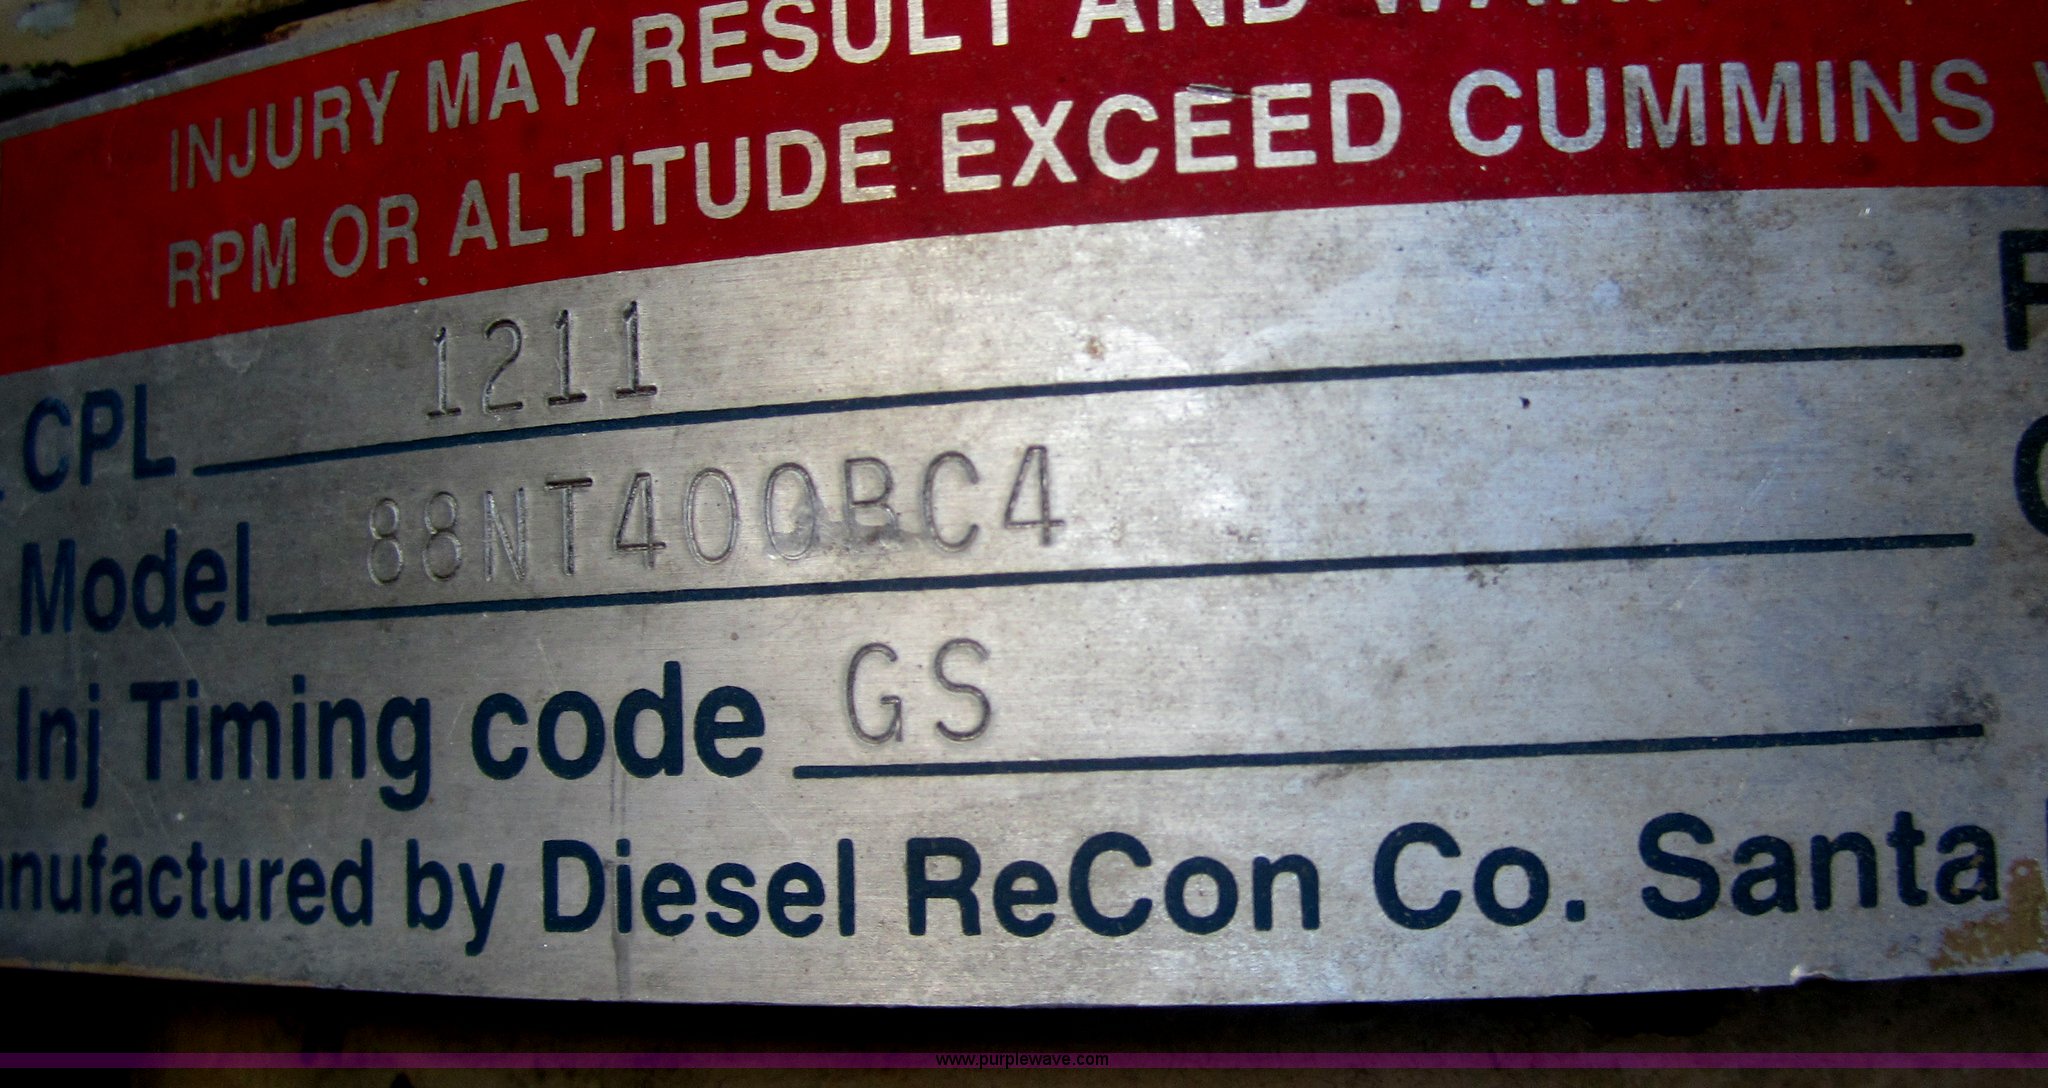 INJURY MAY RESULT AND
RPM OR ALTITUDE EXCEED CUMMINS
CPL 1211
Model 88NT400BC4
Inj Timing code GS
anufactured by Diesel ReCon Co. Santa
www.purplewave.com